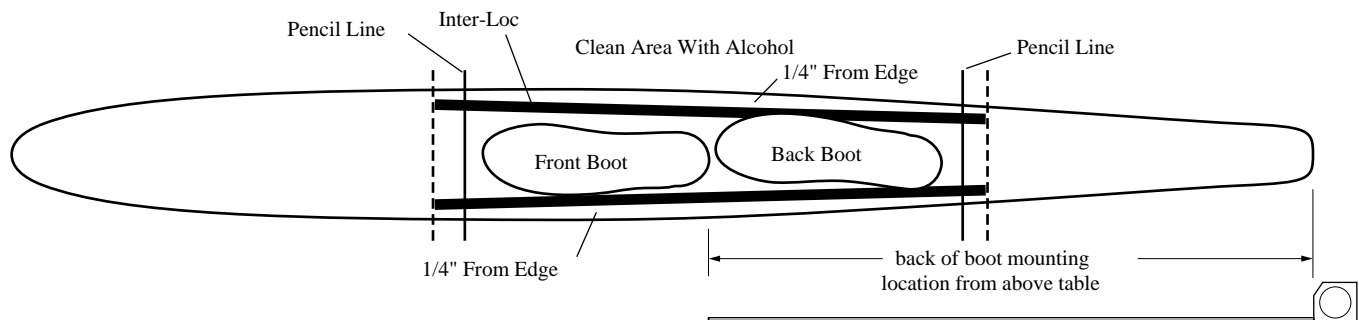 Inter-Loc
Pencil Line
Clean Area With Alcohol
Pencil Line
1/4" From Edge
Front Boot
Back Boot
1/4" From Edge
back of boot mounting
location from above table